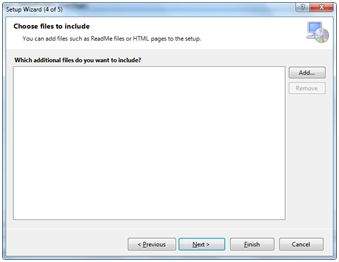 Setup Wizard (4 of 5)
Choose files to include
You can add files such as ReadMe files or HTML pages to the setup.
Which additional files do you want to include?
Add...
Remove
< Previous
Next >
Finish
Cancel